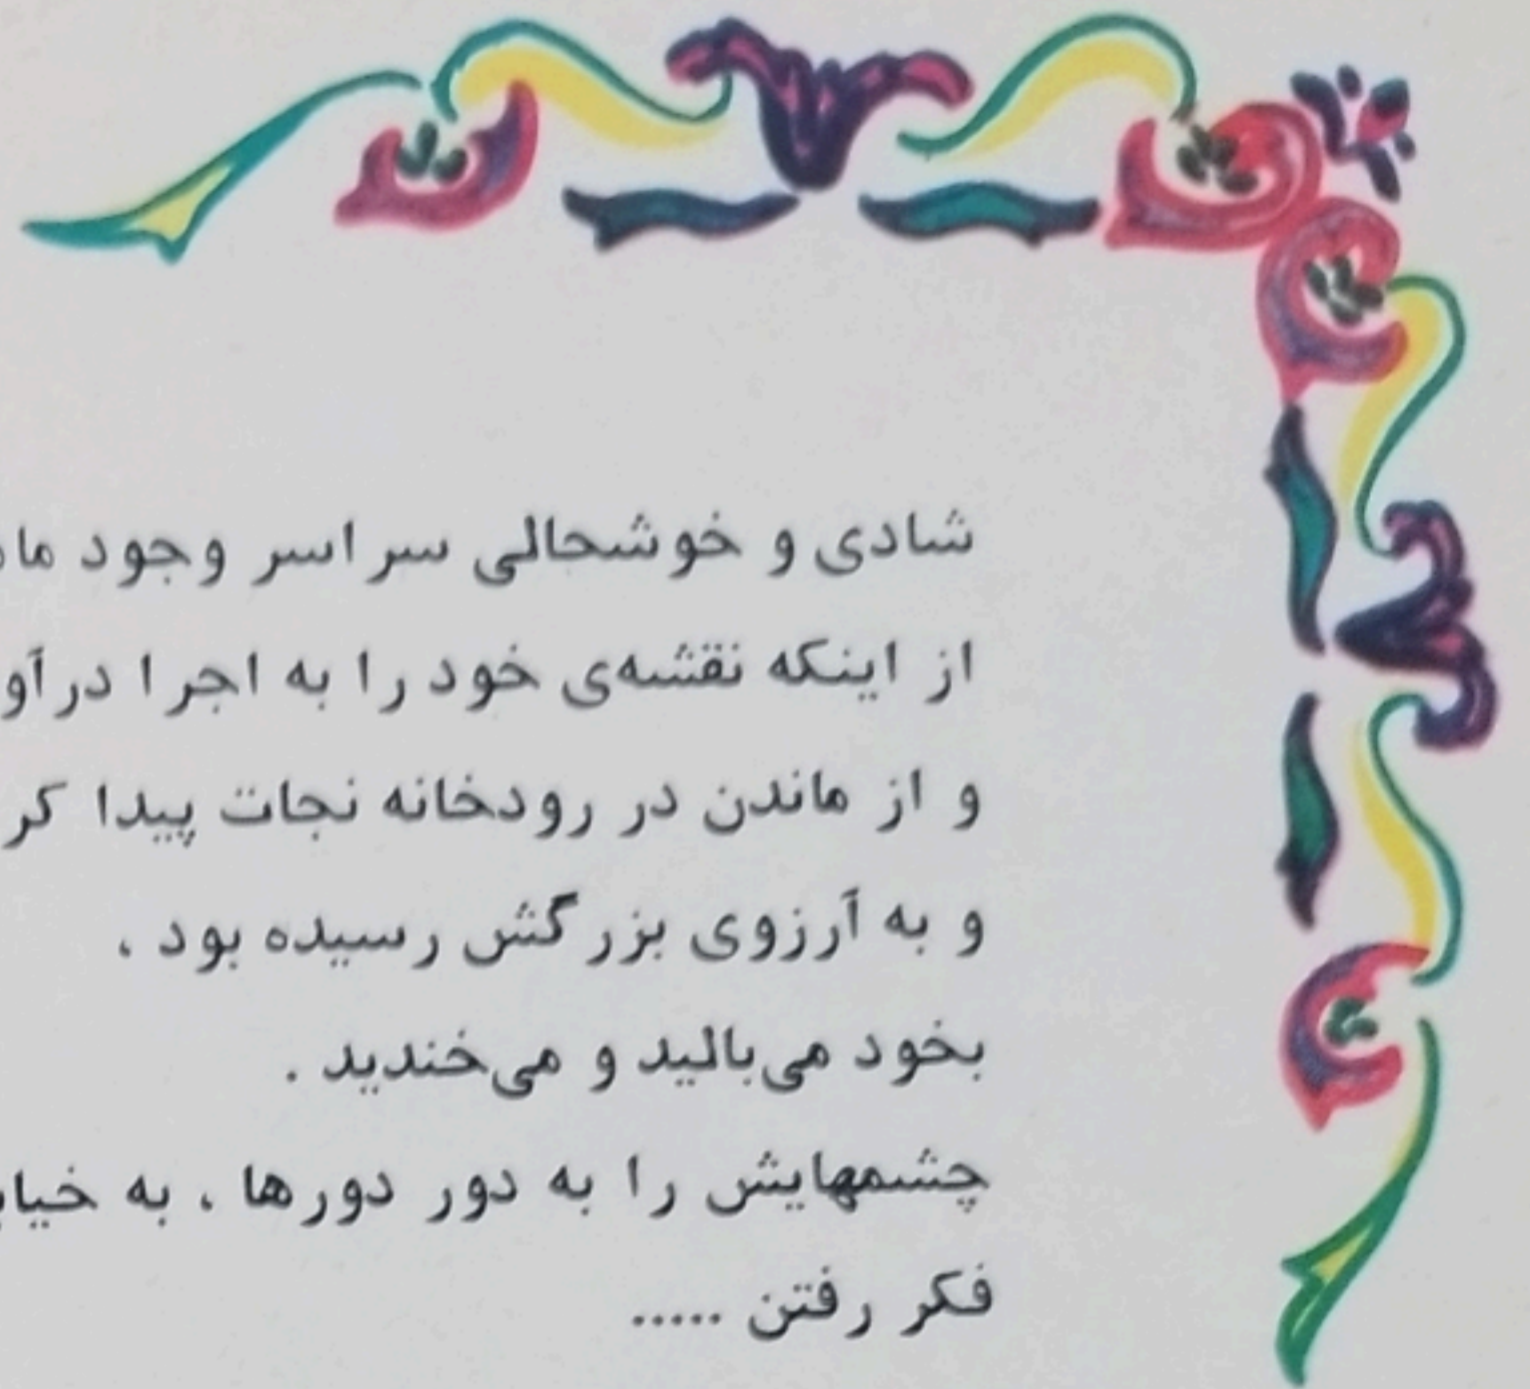 شادی و خوشحالی سراسر وجود
از اینکه نقشه‌ی خود را به اجرا
و از ماندن در رودخانه نجات پیدا
و به آرزوی بزرگش رسیده بود ،
بخود می‌بالید و می‌خندید .
چشمهایش را به دور دورها ، به
فکر رفتن .....